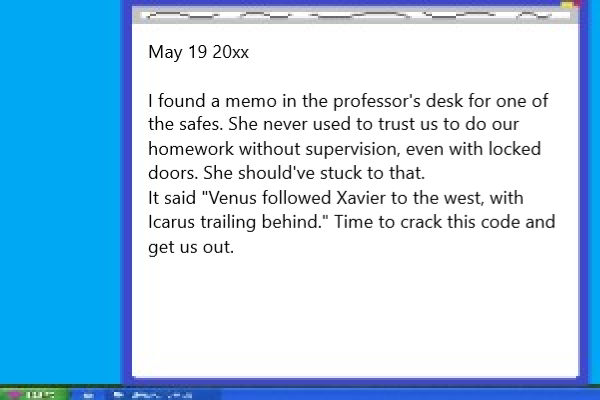 May 19 20xx
I found a memo in the professor's desk for one of
the safes. She never used to trust us to do our
homework without supervision, even with locked
doors. She should've stuck to that.
It said "Venus followed Xavier to the west, with
Icarus trailing behind." Time to crack this code and
get us out.